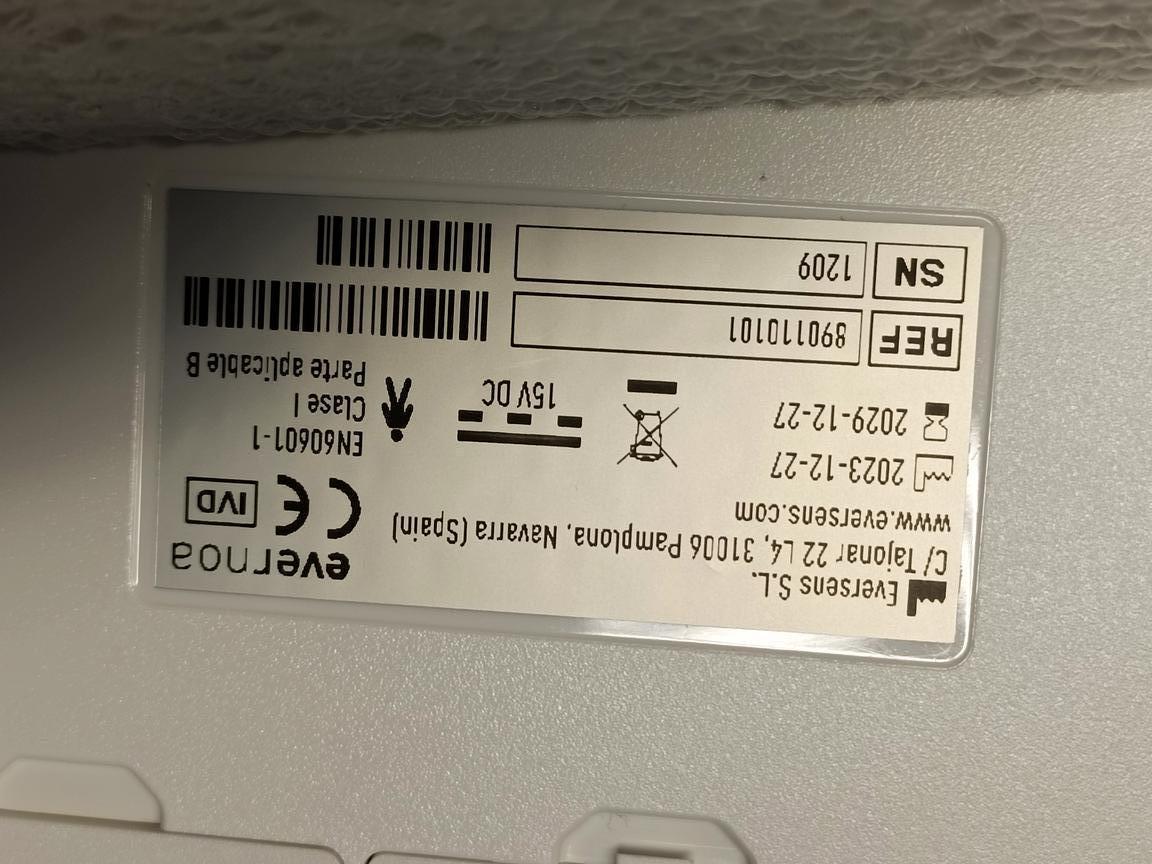 Eversens S.L.
C/ Tajonar 22 L4, 31006 Pamplona, Navarra (Spain)
www.eversens.com
evernoa
CE IVD
2023-12-27
2029-12-27
15V DC
EN60601-1
Clase I
Parte aplicable B
REF 890110101
SN 1209